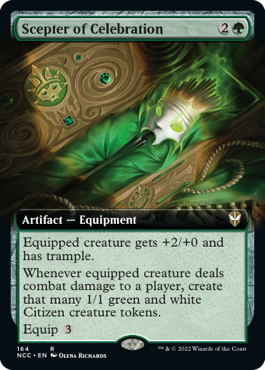 Scepter of Celebration 2
Artifact — Equipment
Equipped creature gets +2/+0 and
has trample.
Whenever equipped creature deals
combat damage to a player, create
that many 1/1 green and white
Citizen creature tokens.
Equip 3
164 R
NCC • EN OLENA RICHARDS
™ & © 2022 Wizards of the Coast